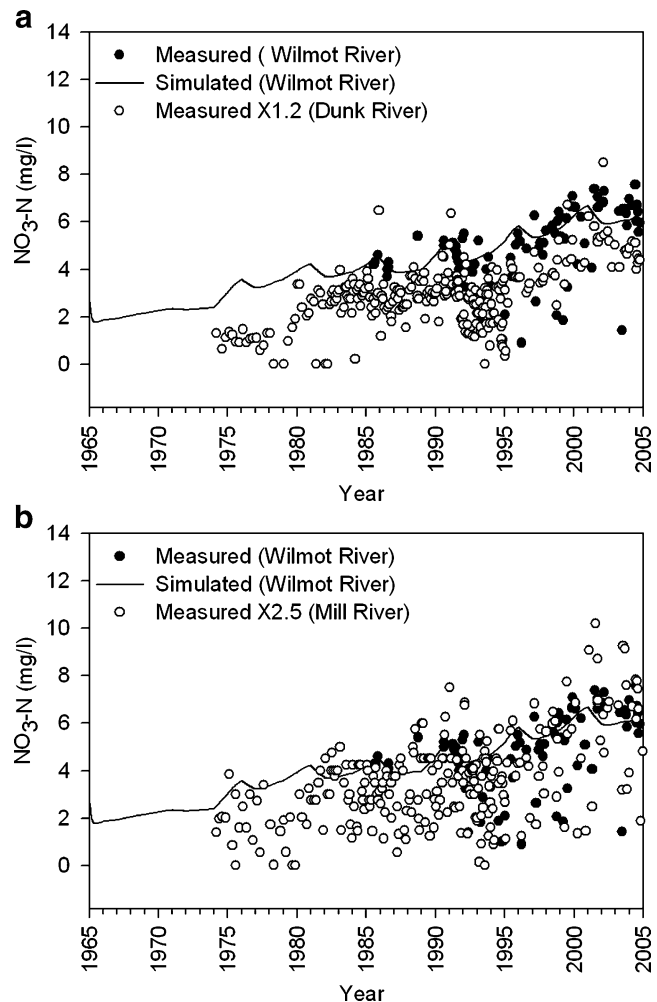 a
14
12
10
8
6
4
2
0
NO3-N (mg/l)
Measured ( Wilmot River)
Simulated (Wilmot River)
Measured X1.2 (Dunk River)
1965
1970
1975
1980
1985
1990
1995
2000
2005
Year
b
14
12
10
8
6
4
2
0
NO3-N (mg/l)
Measured (Wilmot River)
Simulated (Wilmot River)
Measured X2.5 (Mill River)
1965
1970
1975
1980
1985
1990
1995
2000
2005
Year